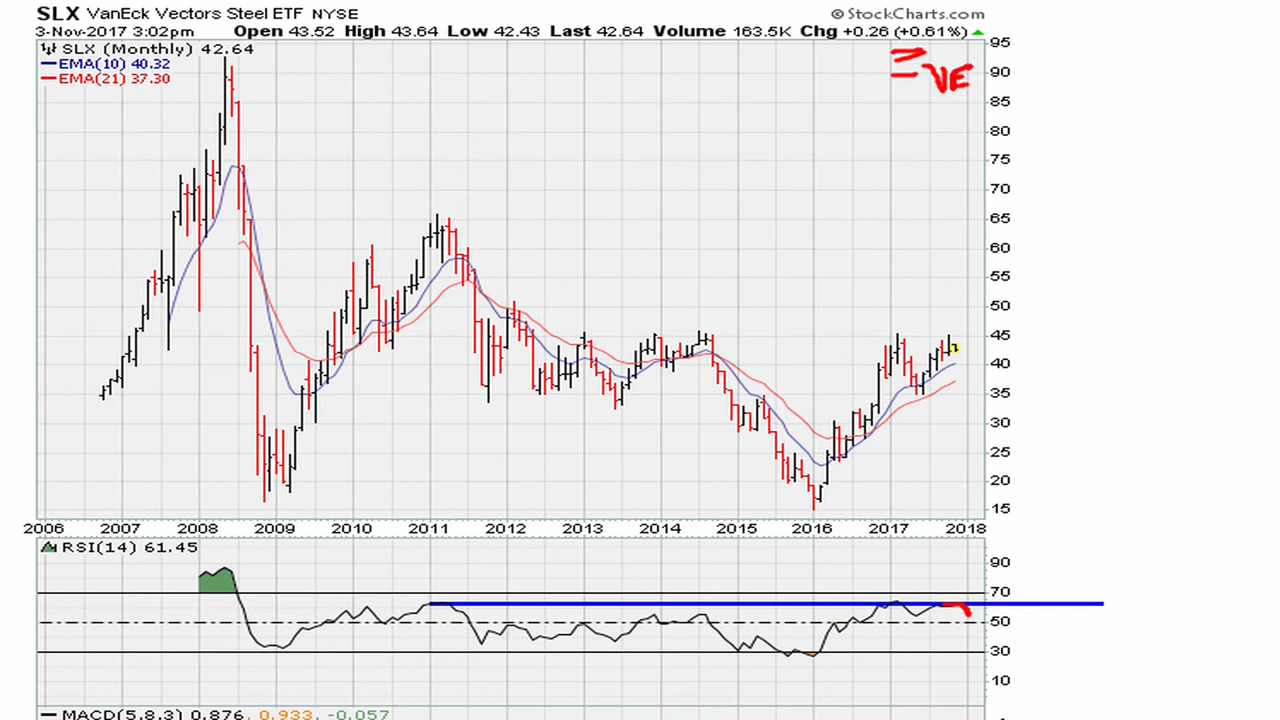 SLX VanEck Vectors Steel ETF NYSE © StockCharts.com
3-Nov-2017 3:02pm Open 43.52 High 43.64 Low 42.43 Last 42.64 Volume 163.5K Chg +0.26 (+0.61%)
SLX (Monthly) 42.64
EMA(10) 40.32
EMA(21) 37.30
VE
95
90
85
80
75
70
65
60
55
50
45
40
35
30
25
20
15
2006 2007 2008 2009 2010 2011 2012 2013 2014 2015 2016 2017 2018
RSI(14) 61.45
90
70
50
30
10
MACD(5,8,3) 0.876, 0.933, -0.057